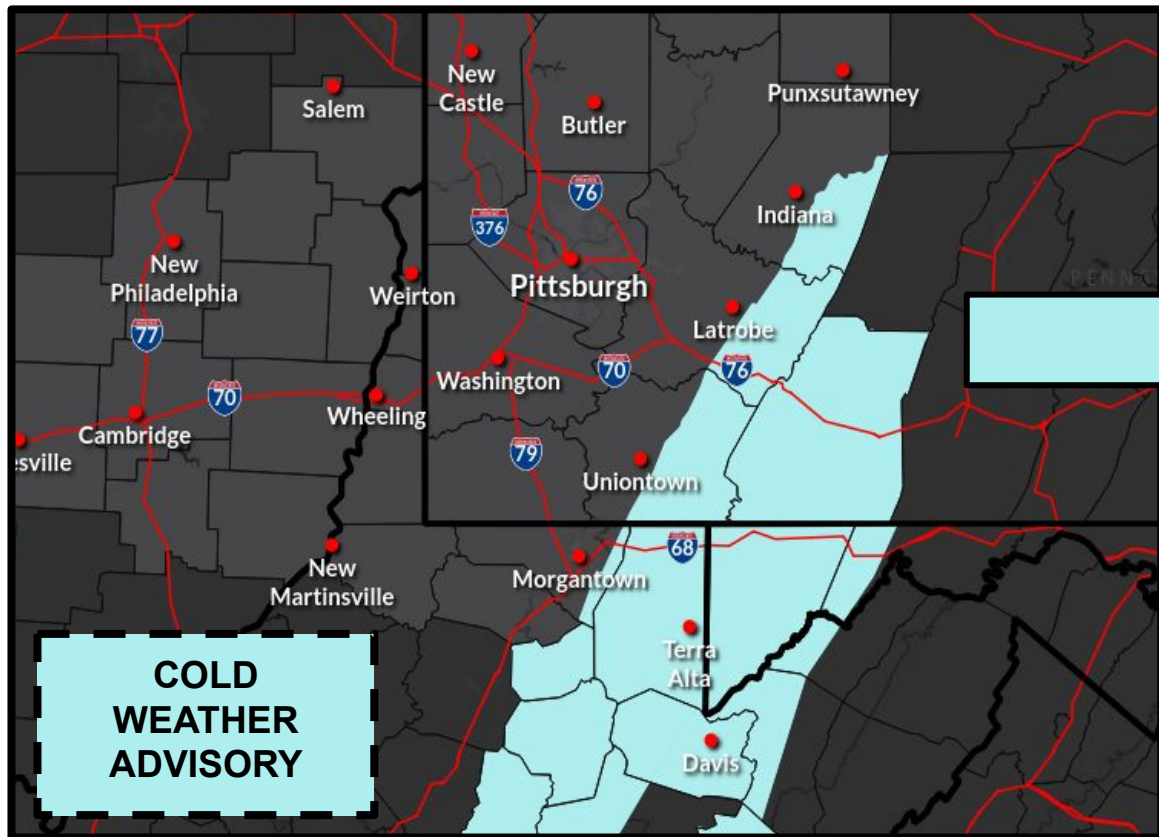 New
Castle
Punxsutawney
Salem
Butler
76
Indiana
376
New
Philadelphia
Weirton
Pittsburgh
PENNS
Latrobe
77
Washington
70
76
70
Wheeling
Cambridge
esville
79
Uniontown
68
New
Martinsville
Morgantown
Terra
Alta
Davis
COLD
WEATHER
ADVISORY